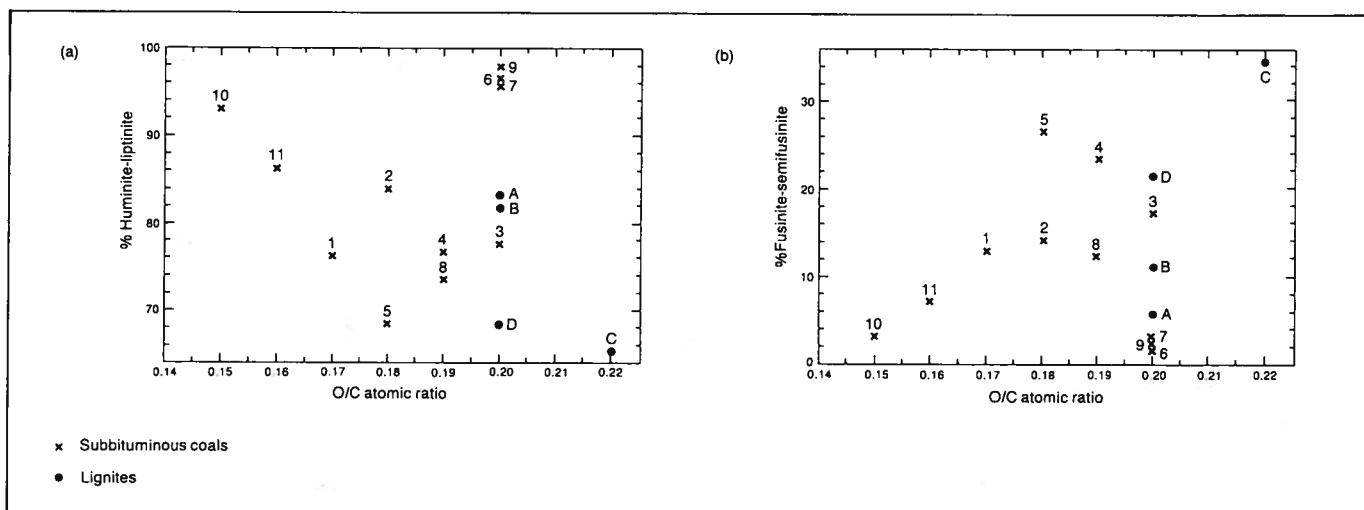 (a)
% Huminite-liptinite
100
90
80
70
0.14 0.15 0.16 0.17 0.18 0.19 0.20 0.21 0.22
O/C atomic ratio
10
11
1
2
5
4
8
3
9
6 7
A
B
D
C
(b)
%Fusinite-semifusinite
30
20
10
0
0.14 0.15 0.16 0.17 0.18 0.19 0.20 0.21 0.22
O/C atomic ratio
10
11
1
5
2
4
8
D
3
B
A
7
9 6
C
× Subbituminous coals
● Lignites